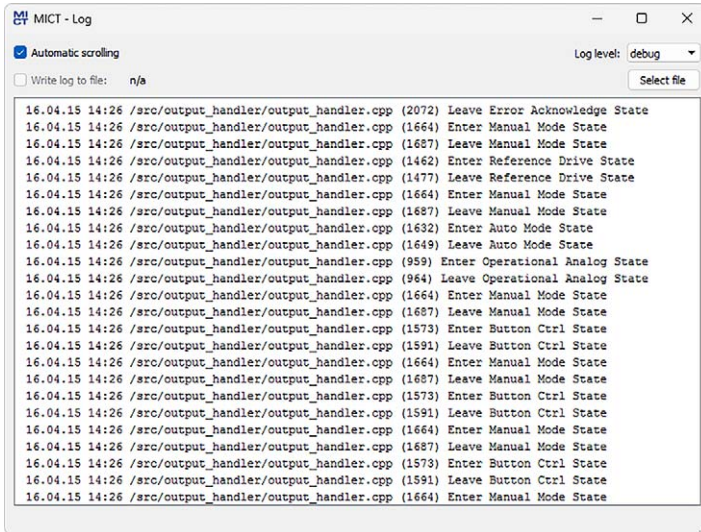 MICT MICT - Log
Automatic scrolling Log level: debug
Write log to file: n/a Select file
16.04.15 14:26 /src/output_handler/output_handler.cpp (2072) Leave Error Acknowledge State
16.04.15 14:26 /src/output_handler/output_handler.cpp (1664) Enter Manual Mode State
16.04.15 14:26 /src/output_handler/output_handler.cpp (1687) Leave Manual Mode State
16.04.15 14:26 /src/output_handler/output_handler.cpp (1462) Enter Reference Drive State
16.04.15 14:26 /src/output_handler/output_handler.cpp (1477) Leave Reference Drive State
16.04.15 14:26 /src/output_handler/output_handler.cpp (1664) Enter Manual Mode State
16.04.15 14:26 /src/output_handler/output_handler.cpp (1687) Leave Manual Mode State
16.04.15 14:26 /src/output_handler/output_handler.cpp (1632) Enter Auto Mode State
16.04.15 14:26 /src/output_handler/output_handler.cpp (1649) Leave Auto Mode State
16.04.15 14:26 /src/output_handler/output_handler.cpp (959) Enter Operational Analog State
16.04.15 14:26 /src/output_handler/output_handler.cpp (964) Leave Operational Analog State
16.04.15 14:26 /src/output_handler/output_handler.cpp (1664) Enter Manual Mode State
16.04.15 14:26 /src/output_handler/output_handler.cpp (1687) Leave Manual Mode State
16.04.15 14:26 /src/output_handler/output_handler.cpp (1573) Enter Button Ctrl State
16.04.15 14:26 /src/output_handler/output_handler.cpp (1591) Leave Button Ctrl State
16.04.15 14:26 /src/output_handler/output_handler.cpp (1664) Enter Manual Mode State
16.04.15 14:26 /src/output_handler/output_handler.cpp (1687) Leave Manual Mode State
16.04.15 14:26 /src/output_handler/output_handler.cpp (1573) Enter Button Ctrl State
16.04.15 14:26 /src/output_handler/output_handler.cpp (1591) Leave Button Ctrl State
16.04.15 14:26 /src/output_handler/output_handler.cpp (1664) Enter Manual Mode State
16.04.15 14:26 /src/output_handler/output_handler.cpp (1687) Leave Manual Mode State
16.04.15 14:26 /src/output_handler/output_handler.cpp (1573) Enter Button Ctrl State
16.04.15 14:26 /src/output_handler/output_handler.cpp (1591) Leave Button Ctrl State
16.04.15 14:26 /src/output_handler/output_handler.cpp (1664) Enter Manual Mode State